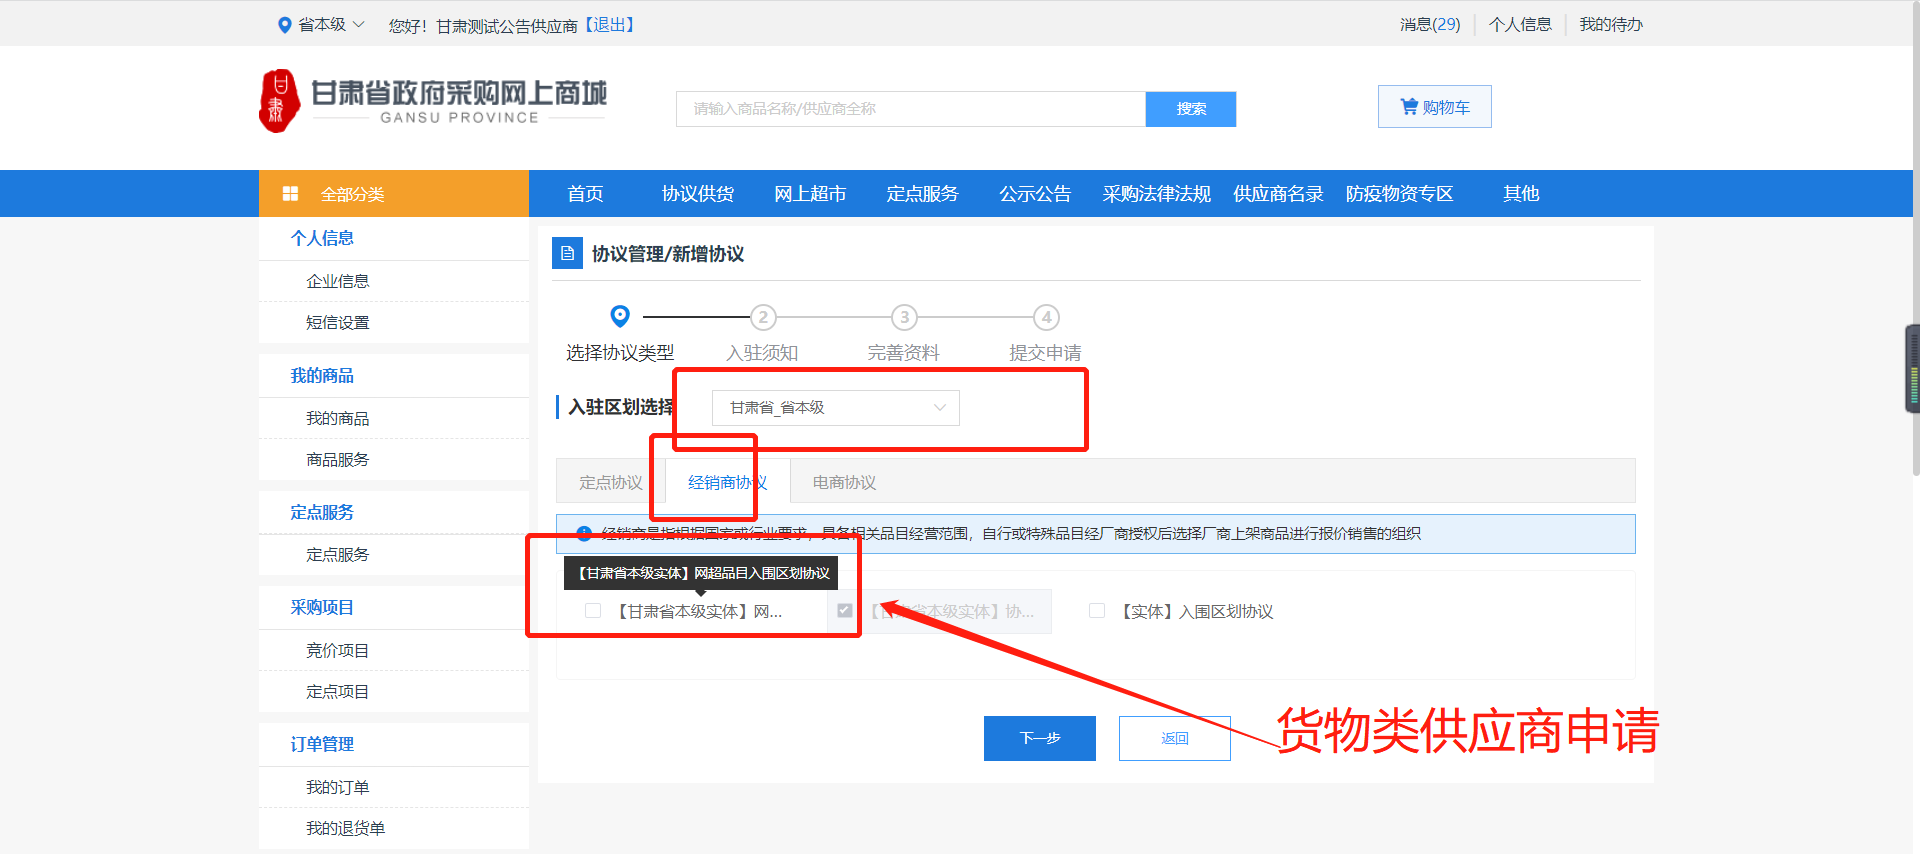 省本级
您好！甘肃测试公告供应商【退出】
消息(29)
个人信息
我的待办
甘肃
甘肃省政府采购网上商城
GANSU PROVINCE
请输入商品名称/供应商全称
搜索
购物车
全部分类
首页
协议供货
网上超市
定点服务
公示公告
采购法律法规
供应商名录
防疫物资专区
其他
个人信息
企业信息
短信设置
我的商品
我的商品
商品服务
定点服务
定点服务
采购项目
竞价项目
定点项目
订单管理
我的订单
我的退货单
协议管理/新增协议
2
3
4
选择协议类型
入驻须知
完善资料
提交申请
入驻区划选择
甘肃省_省本级
定点协议
经销商协议
电商协议
经销商是指根据国家或行业要求，具备相关品目经营范围，自行或特殊品目经厂商授权后选择厂商上架商品进行报价销售的组织
【甘肃省本级实体】网超品目入围区划协议
【甘肃省本级实体】网...
【甘肃省本级实体】协...
【实体】入围区划协议
下一步
返回
货物类供应商申请